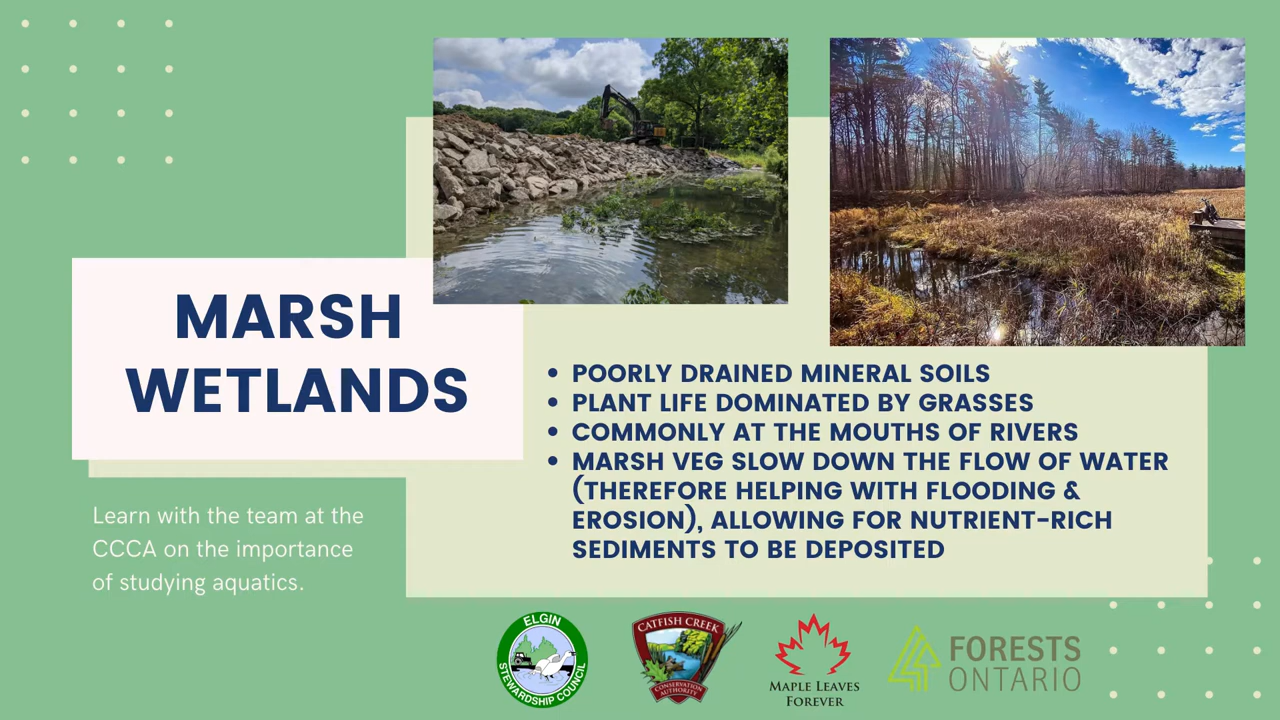 MARSH
WETLANDS
Learn with the team at the
CCCA on the importance
of studying aquatics.
• POORLY DRAINED MINERAL SOILS
• PLANT LIFE DOMINATED BY GRASSES
• COMMONLY AT THE MOUTHS OF RIVERS
• MARSH VEG SLOW DOWN THE FLOW OF WATER
(THEREFORE HELPING WITH FLOODING &
EROSION), ALLOWING FOR NUTRIENT-RICH
SEDIMENTS TO BE DEPOSITED
ELGIN
STEWARDSHIP COUNCIL
CATFISH CREEK
CONSERVATION
AUTHORITY
MAPLE LEAVES
FOREVER
FORESTS
ONTARIO